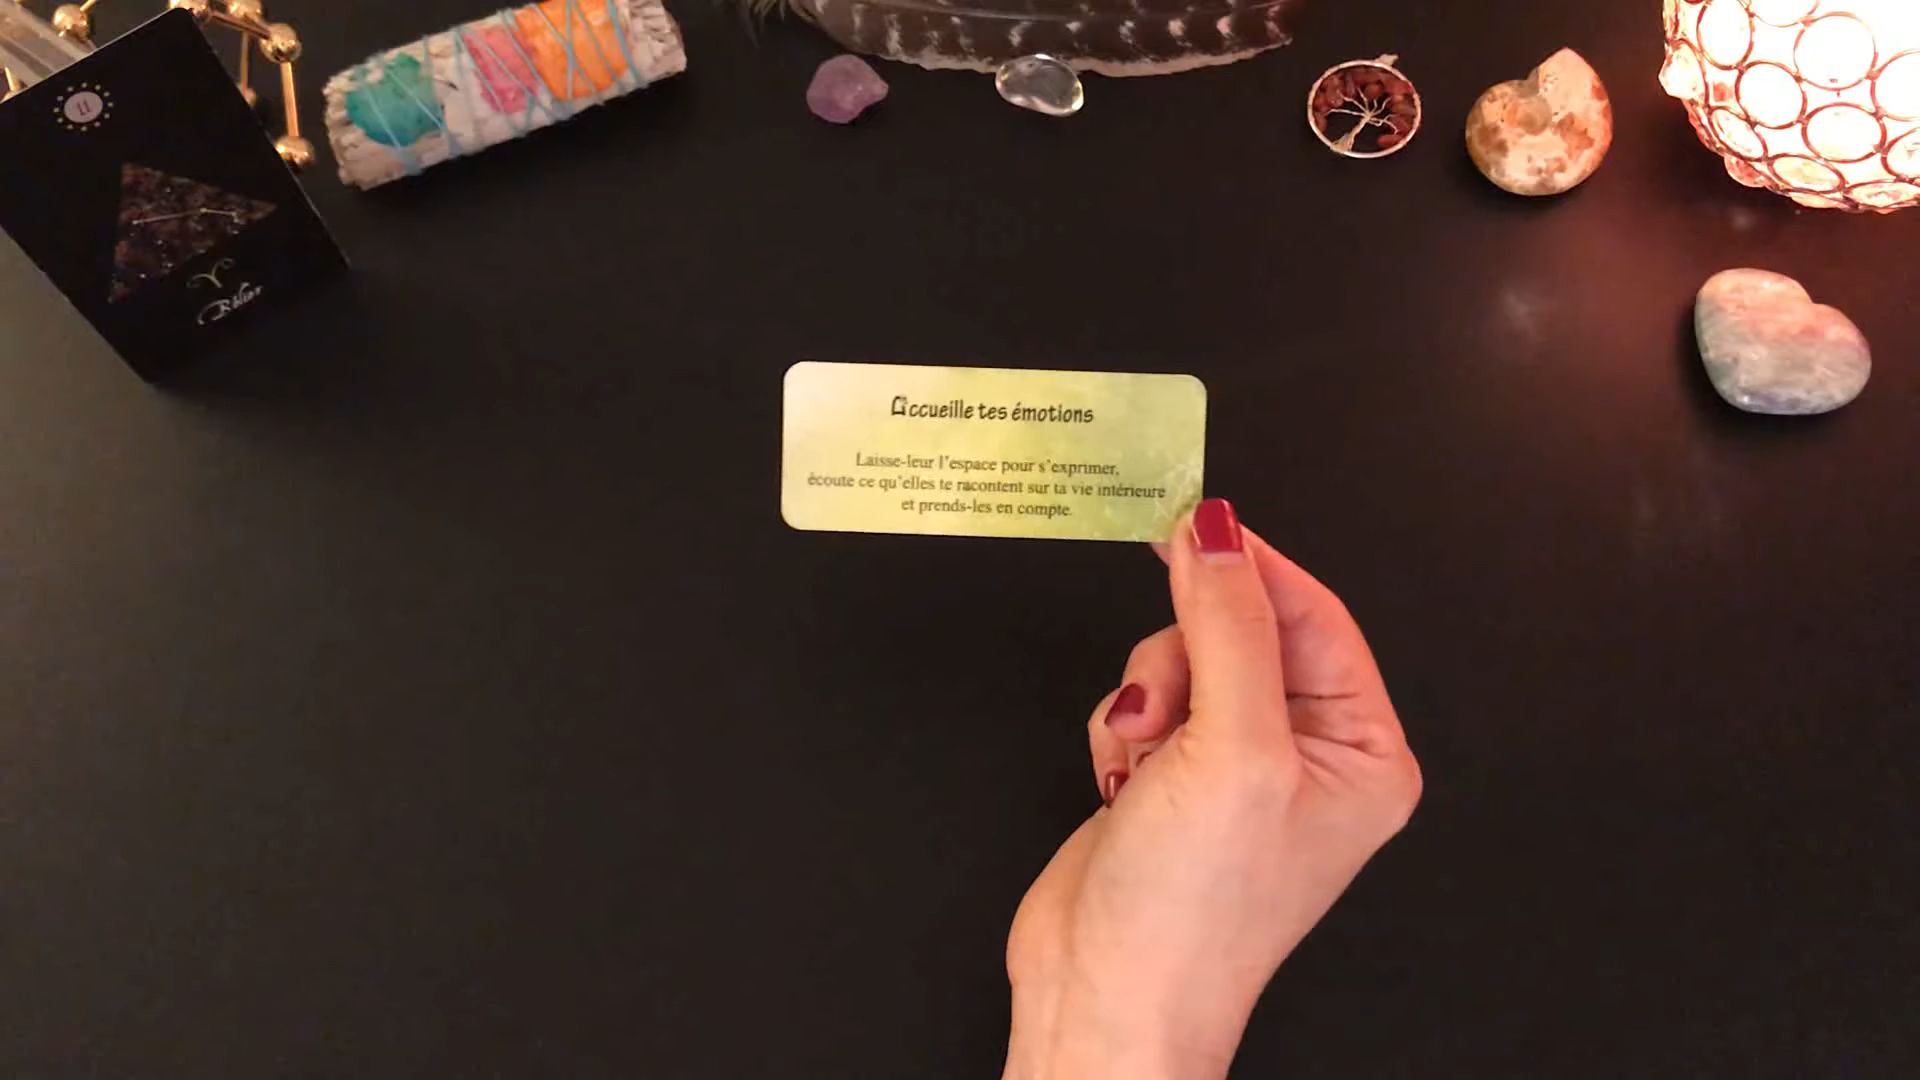 11
Bélier
Accueille tes émotions
Laisse-leur l'espace pour s'exprimer,
écoute ce qu'elles te racontent sur ta vie intérieure
et prends-les en compte.